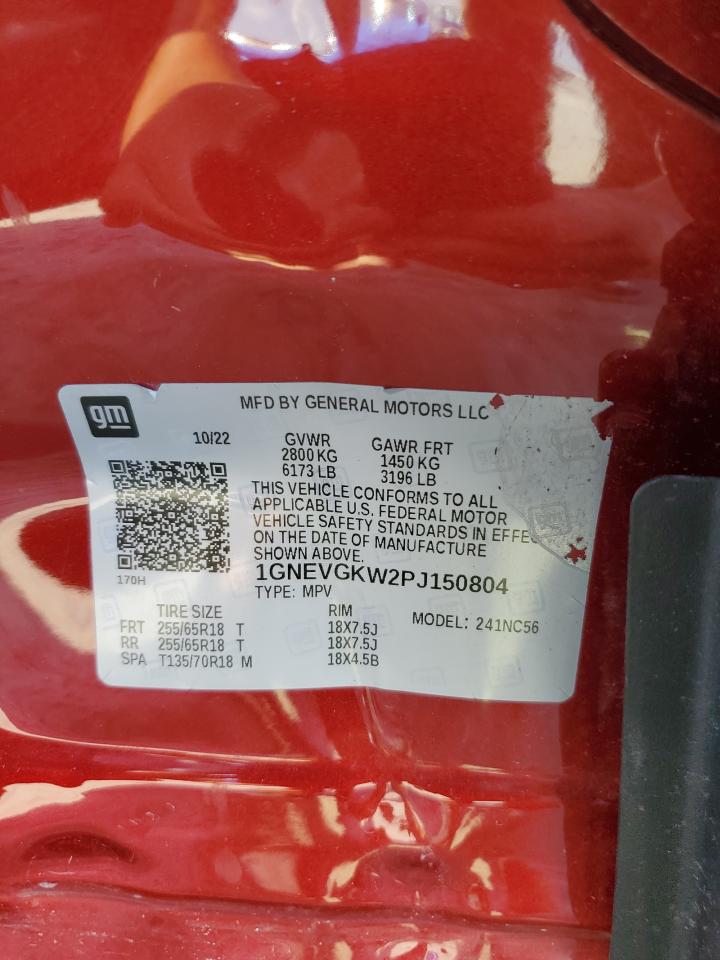 gm
MFD BY GENERAL MOTORS LLC
10/22
GVWR
2800 KG
6173 LB
GAWR FRT
1450 KG
3196 LB
THIS VEHICLE CONFORMS TO ALL
APPLICABLE U.S. FEDERAL MOTOR
VEHICLE SAFETY STANDARDS IN EFFE
ON THE DATE OF MANUFACTURE
SHOWN ABOVE.
1GNEVGKW2PJ150804
170H
TYPE: MPV
MODEL: 241NC56
TIRE SIZE RIM
FRT 255/65R18 T 18X7.5J
RR 255/65R18 T 18X7.5J
SPA T135/70R18 M 18X4.5B